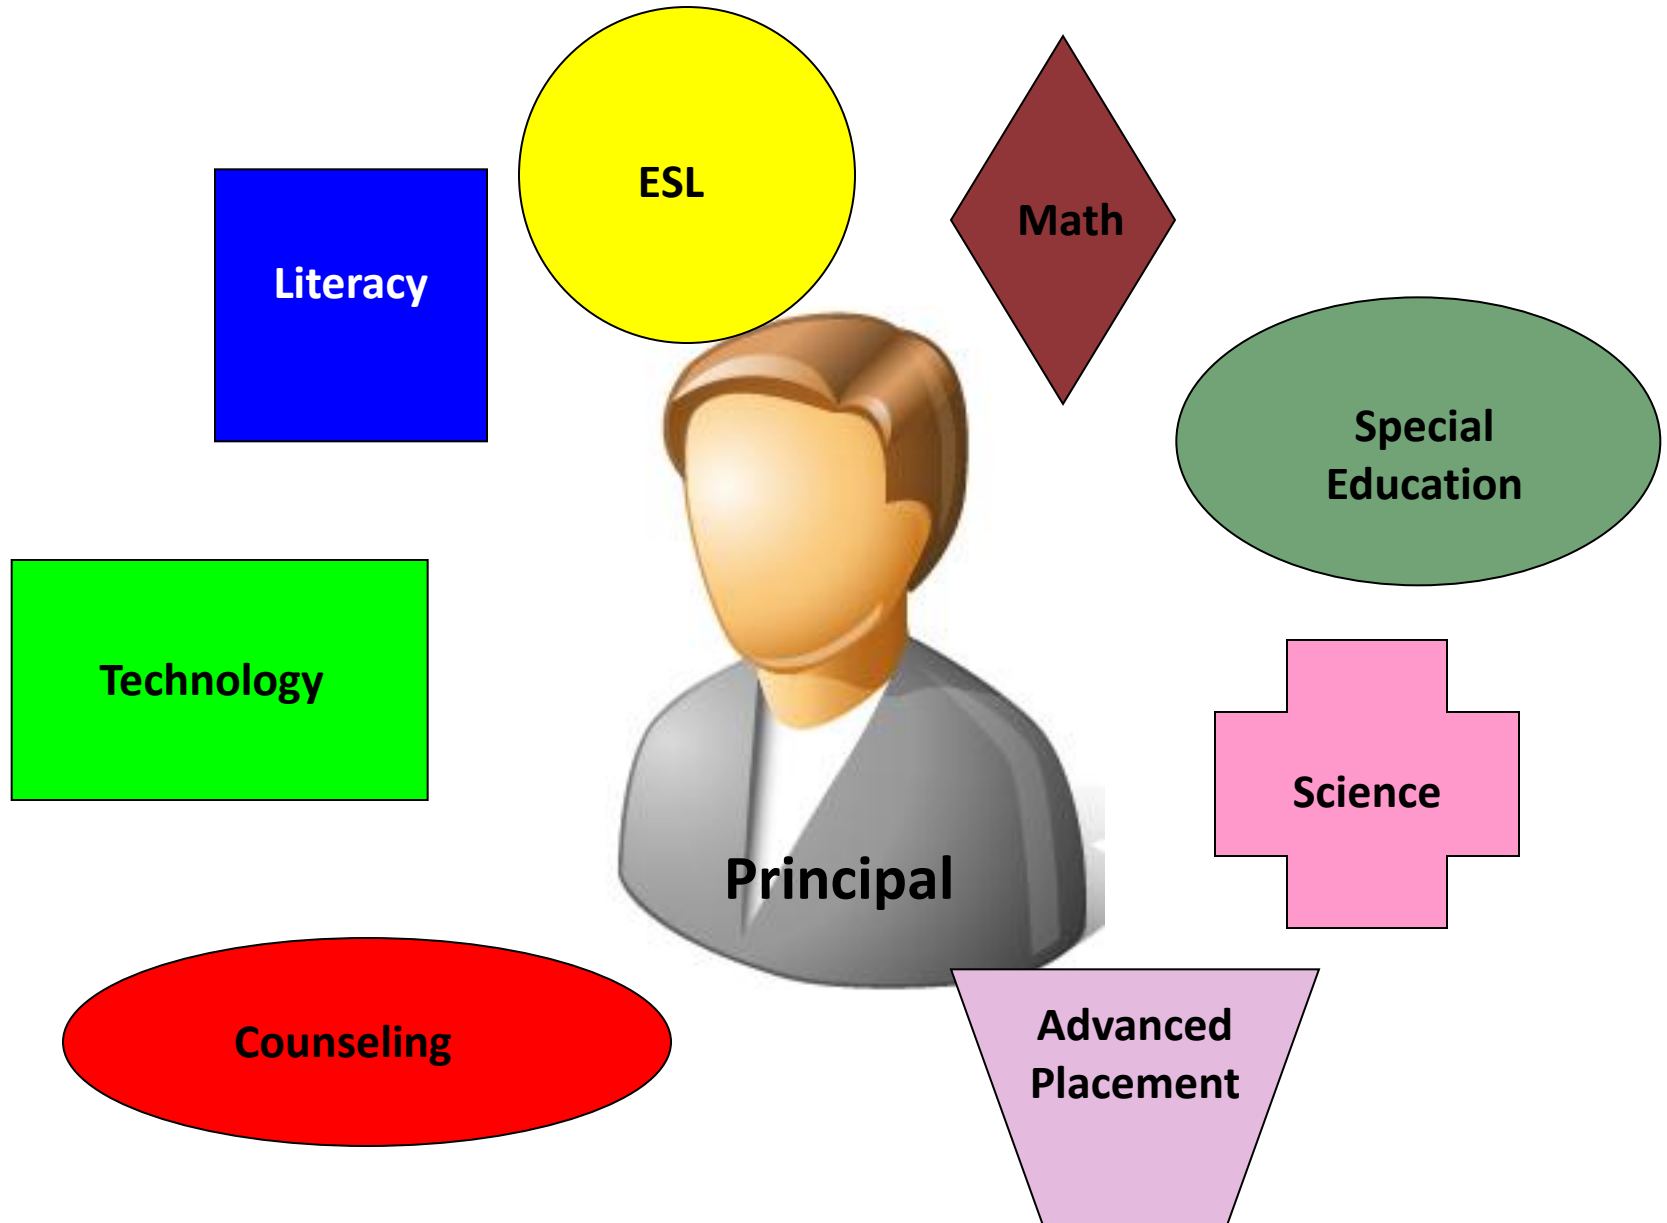 ESL
Math
Literacy
Special
Education
Technology
Science
Principal
Advanced
Placement
Counseling